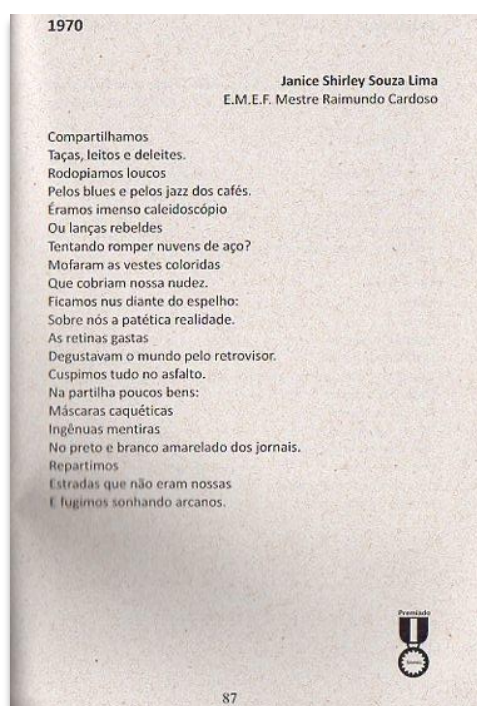 1970
Janice Shirley Souza Lima
E.M.E.F. Mestre Raimundo Cardoso
Compartilhamos
Taças, leitos e deleites.
Rodopiamos loucos
Pelos blues e pelos jazz dos cafés.
Éramos imenso caleidoscópio
Ou lanças rebeldes
Tentando romper nuvens de aço?
Mofaram as vestes coloridas
Que cobriam nossa nudez.
Ficamos nus diante do espelho:
Sobre nós a patética realidade.
As retinas gastas
Degustavam o mundo pelo retrovisor.
Cuspimos tudo no asfalto.
Na partilha poucos bens:
Máscaras caquéticas
Ingênuas mentiras
No preto e branco amarelado dos jornais.
Repartimos
Estradas que não eram nossas
E fugimos sonhando arcanos.
Premiado
87